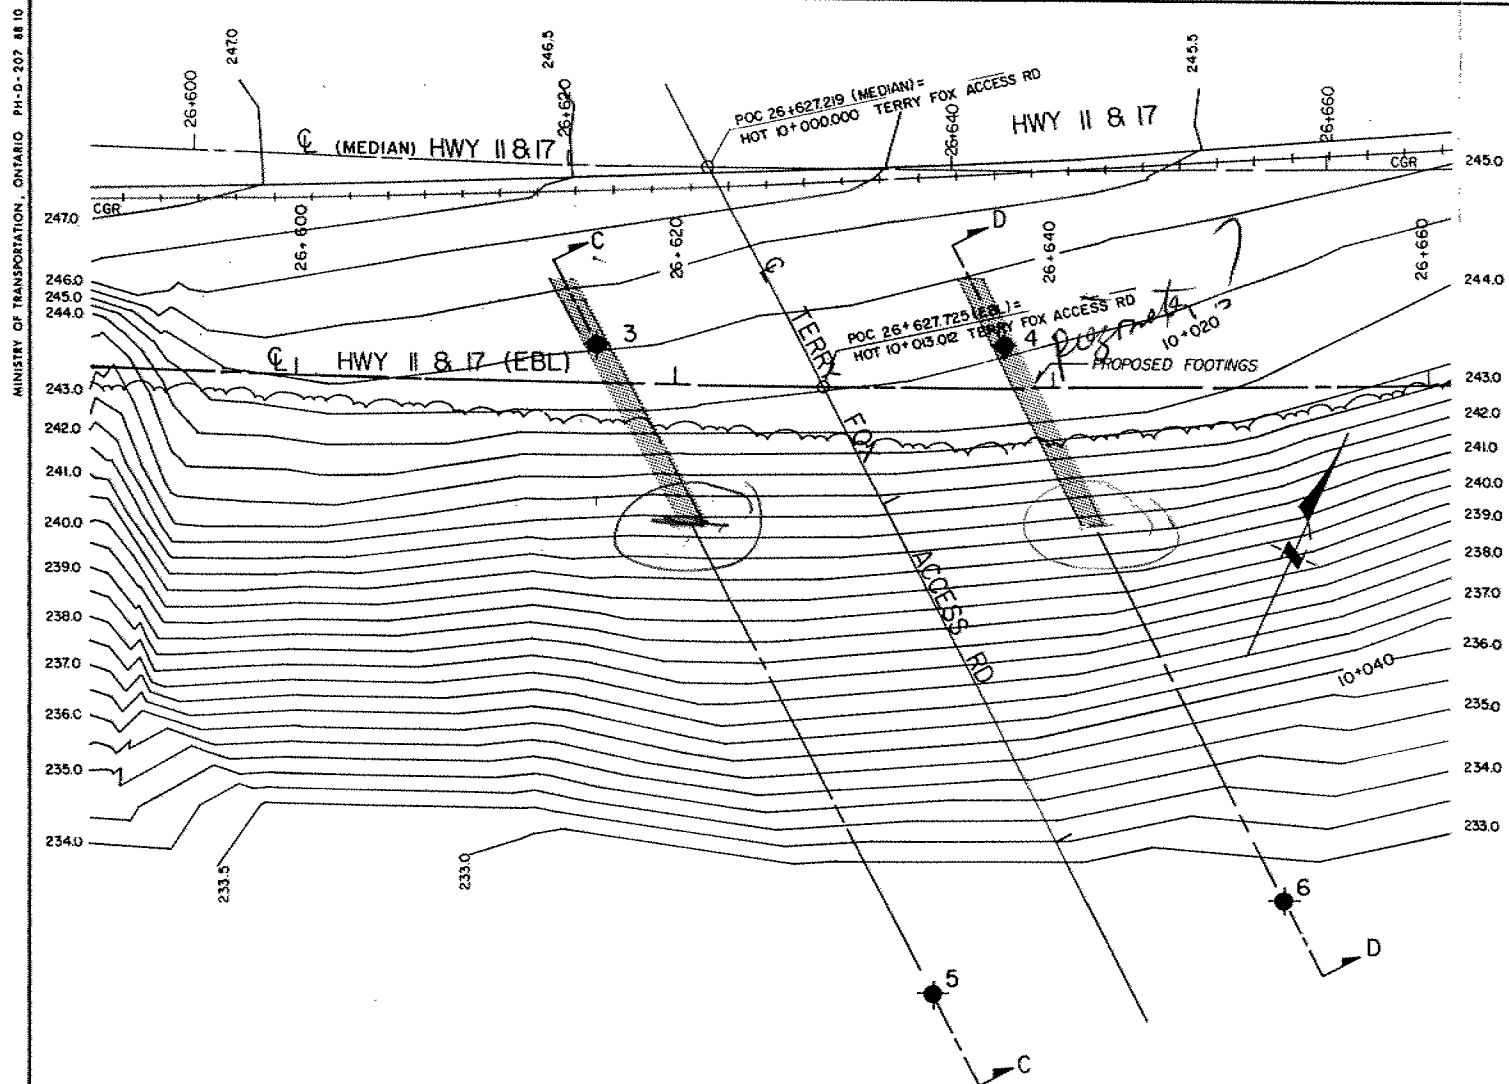 MINISTRY OF TRANSPORTATION, ONTARIO PH-D-207 88 10
247.0
246.5
245.5
26+600
26+620
26+640
26+660
POC 26+627.219 (MEDIAN)=
HOT 10+000.000 TERRY FOX ACCESS RD
℄ (MEDIAN) HWY 11 & 17
HWY 11 & 17
CGR
245.0
CGR
247.0
26+600
26+620
26+640
26+660
C
D
246.0
245.0
244.0
244.0
℄
3
4
POC 26+627.725 (EBL)=
HOT 10+013.012 TERRY FOX ACCESS RD
10+020
℄ HWY 11 & 17 (EBL)
PROPOSED FOOTINGS
TERRY FOX ACCESS RD
243.0
242.0
241.0
240.0
239.0
238.0
237.0
236.0
235.0
234.0
243.0
242.0
241.0
240.0
239.0
238.0
237.0
236.0
235.0
234.0
233.0
N
10+040
233.5
233.0
6
D
5
C